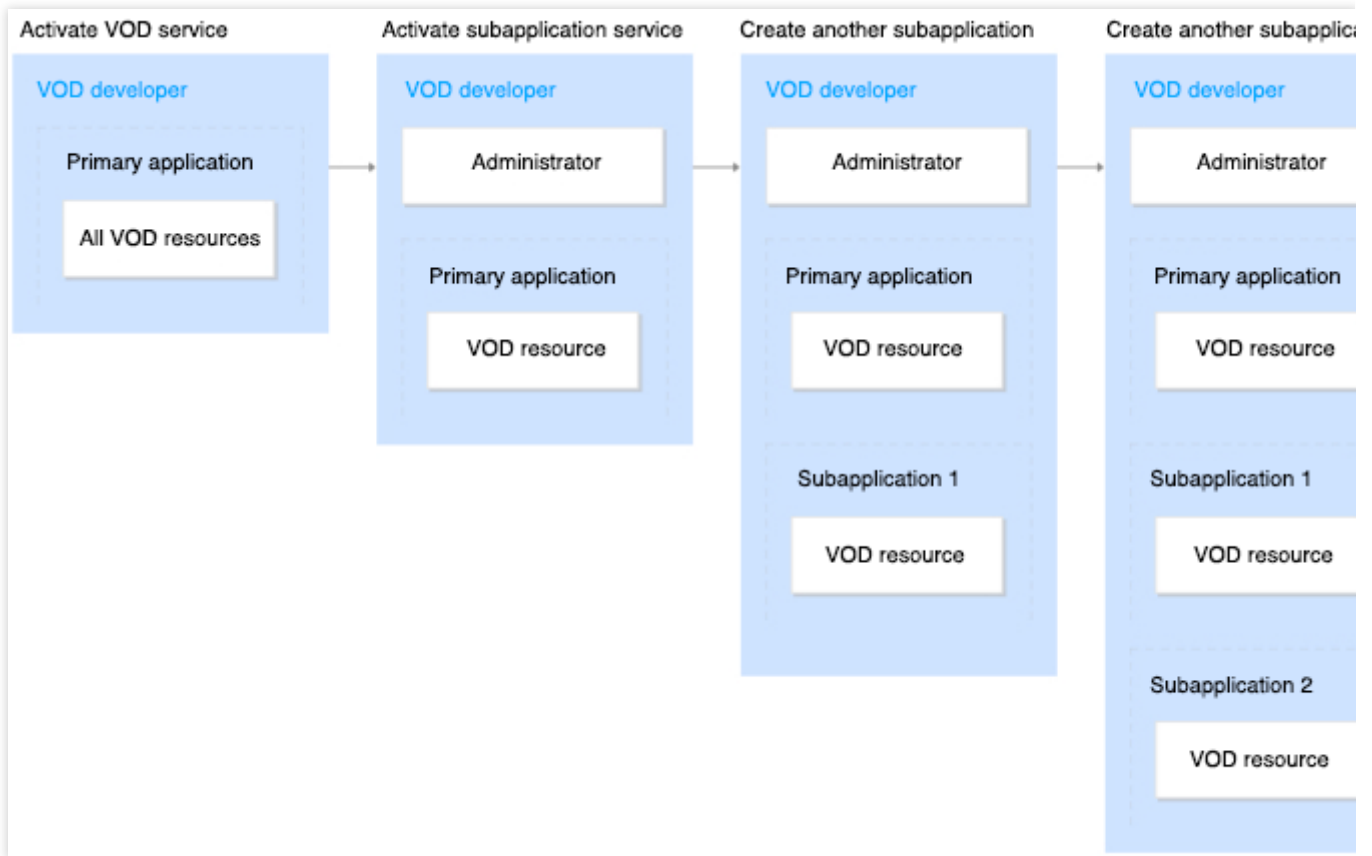 Activate VOD service
VOD developer
Primary application
All VOD resources
Activate subapplication service
VOD developer
Administrator
Primary application
VOD resource
Create another subapplication
VOD developer
Administrator
Primary application
VOD resource
Subapplication 1
VOD resource
Create another
VOD developer
Administrator
Primary application
VOD resource
Subapplication 1
VOD resource
Subapplication 2
VOD resource